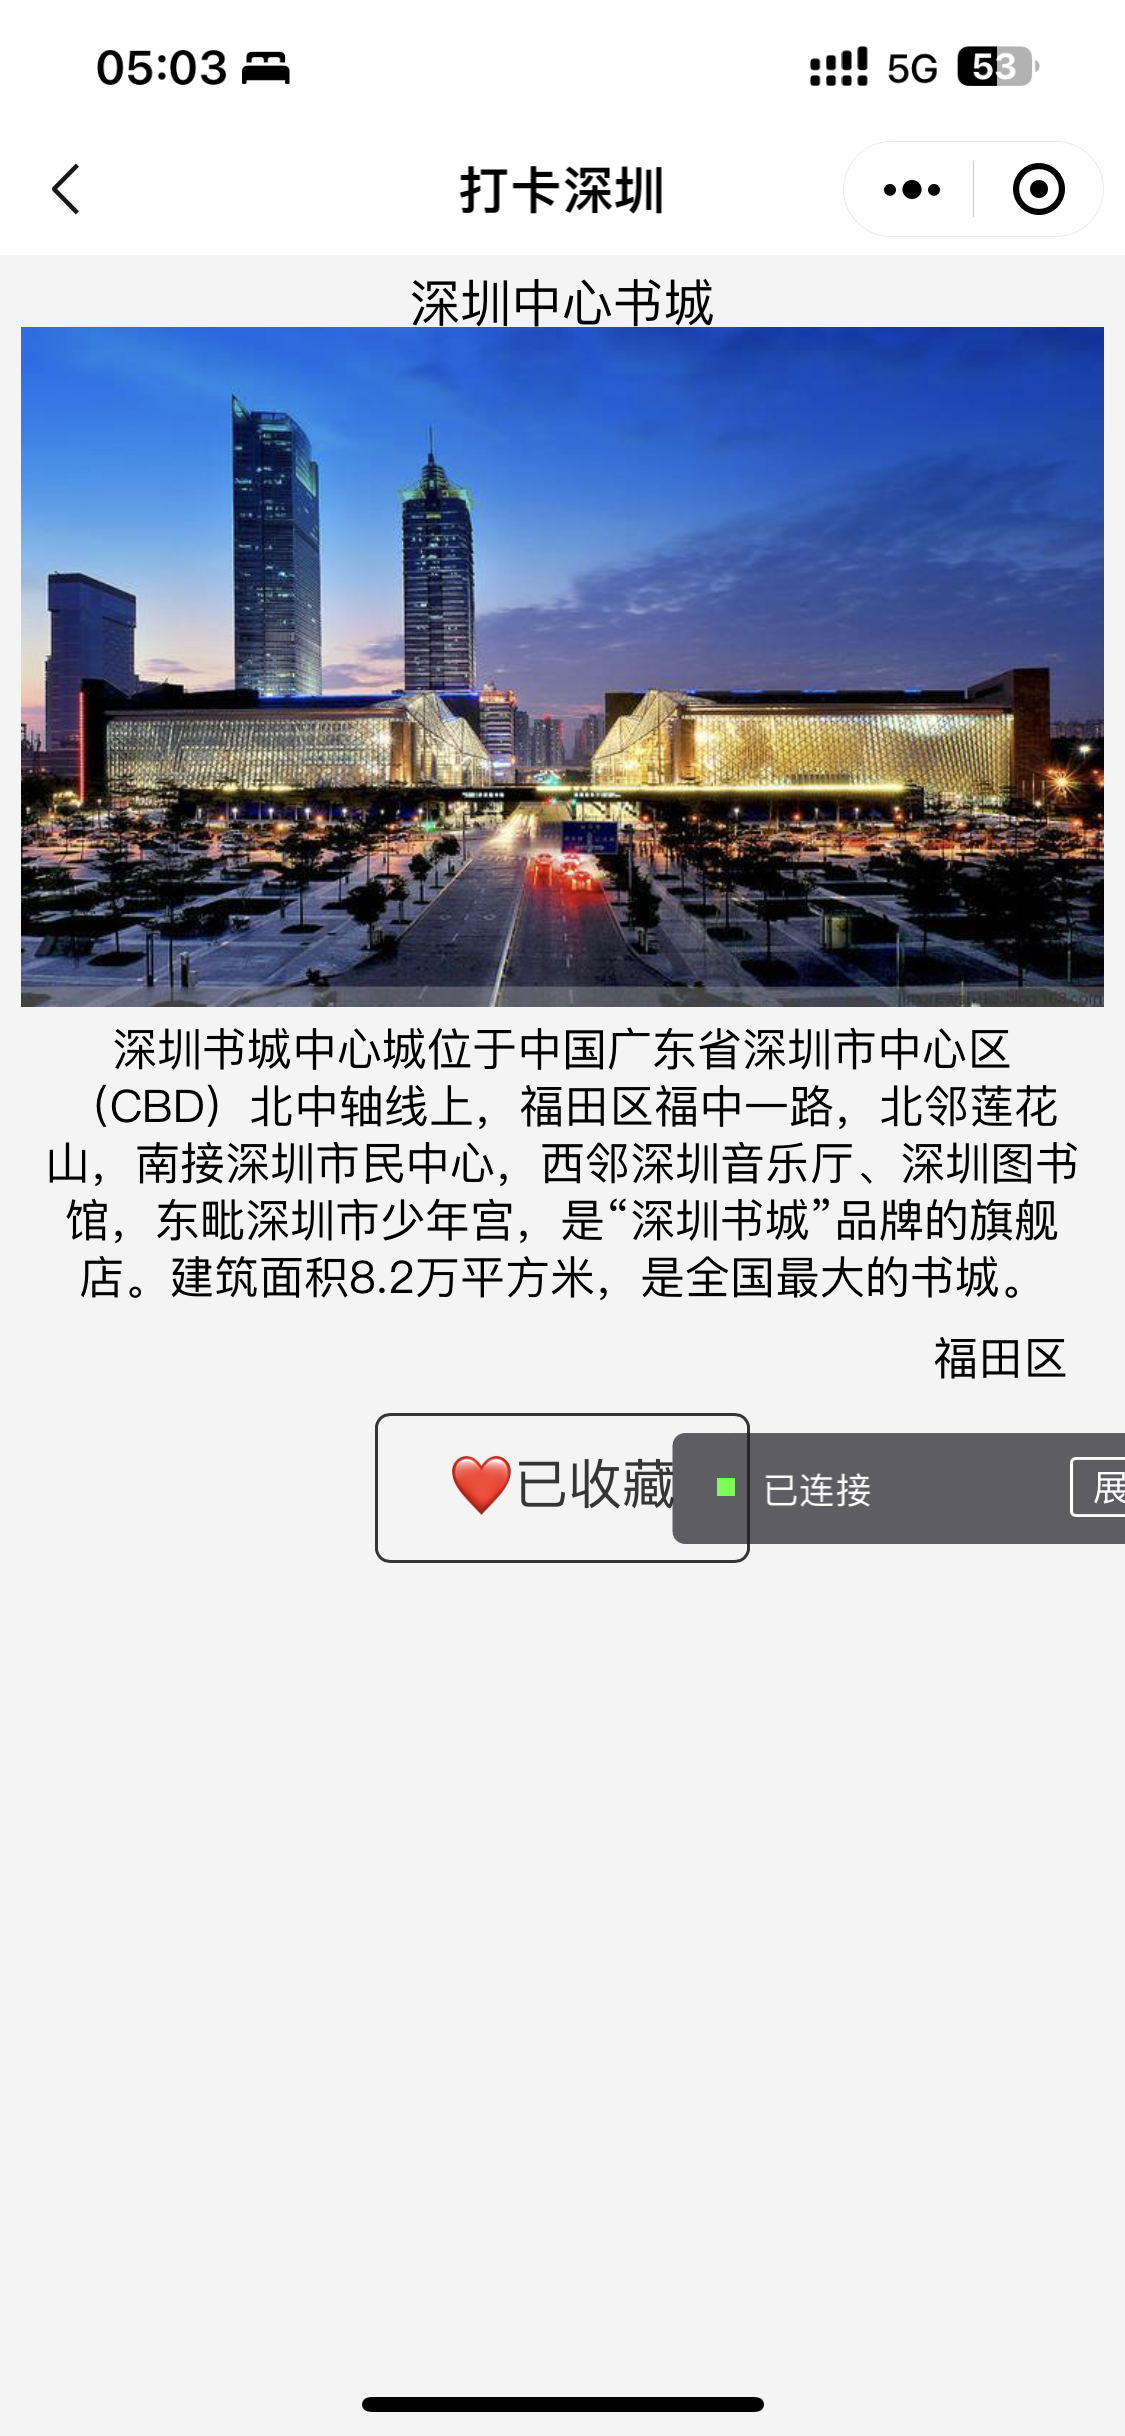 05:03
5G
53
打卡深圳
深圳中心书城
深圳书城中心城位于中国广东省深圳市中心区
（CBD）北中轴线上，福田区福中一路，北邻莲花
山，南接深圳市民中心，西邻深圳音乐厅、深圳图书
馆，东毗深圳市少年宫，是“深圳书城”品牌的旗舰
店。建筑面积8.2万平方米，是全国最大的书城。
福田区
❤️已收藏
已连接
展